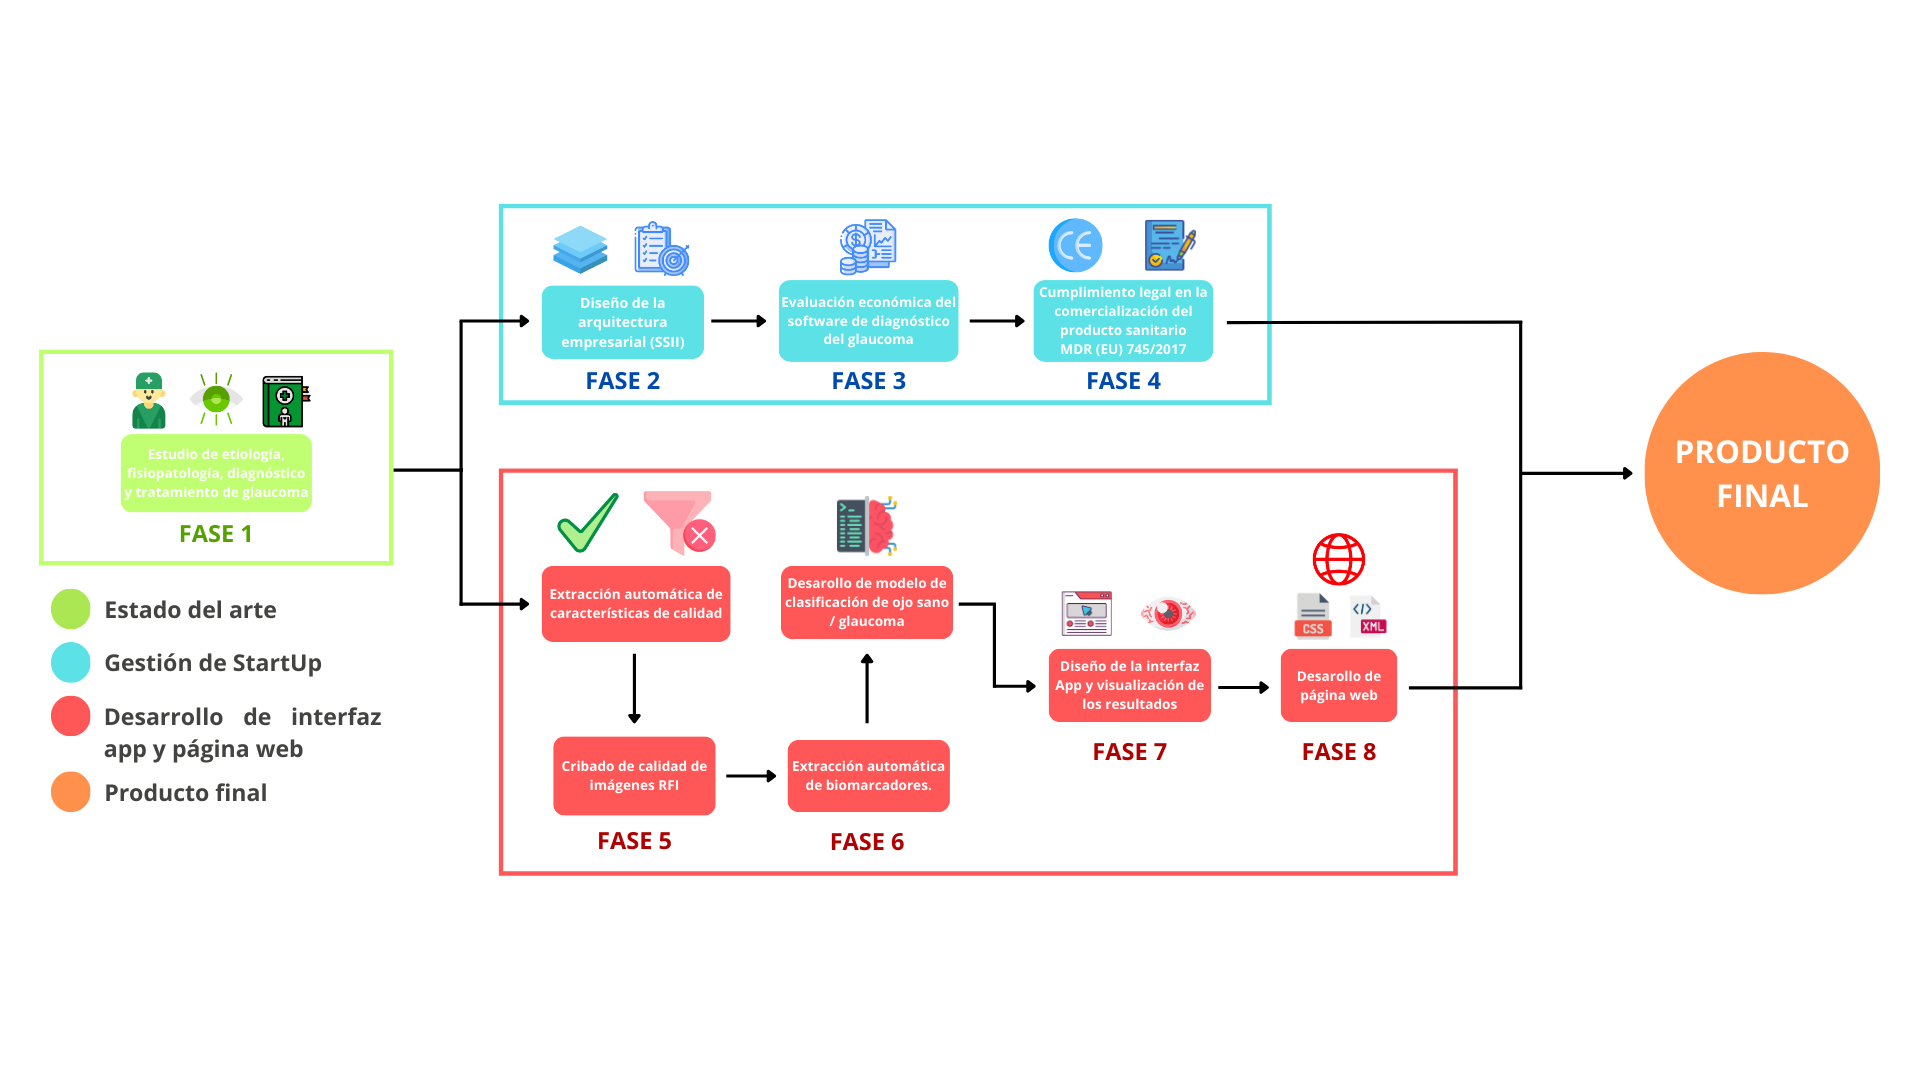 Estudio de etiología,
fisiopatología, diagnóstico
y tratamiento de glaucoma
FASE 1
Diseño de la
arquitectura
empresarial (SSII)
FASE 2
Evaluación económica del
software de diagnóstico
del glaucoma
FASE 3
Cumplimiento legal en la
comercialización del
producto sanitario
MDR (EU) 745/2017
FASE 4
Extracción automática de
características de calidad
Cribado de calidad de
imágenes RFI
FASE 5
Extracción automática
de biomarcadores.
FASE 6
Desarollo de modelo de
clasificación de ojo sano
/ glaucoma
Diseño de la interfaz
App y visualización de
los resultados
FASE 7
CSS
</>
XML
Desarollo de
página web
FASE 8
PRODUCTO
FINAL
Estado del arte
Gestión de StartUp
Desarrollo de interfaz
app y página web
Producto final